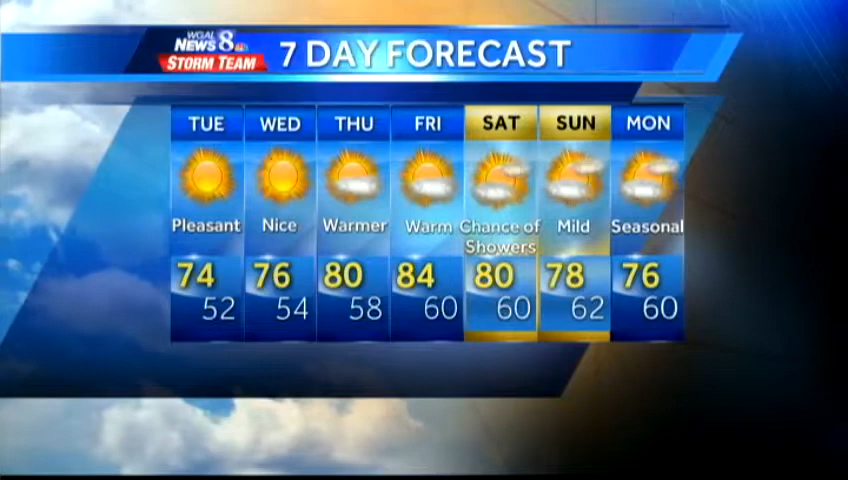 WGAL
NEWS 8
STORM TEAM
7 DAY FORECAST
TUE WED THU FRI SAT SUN MON
Pleasant Nice Warmer Warm Chance of Showers Mild Seasonal
74 76 80 84 80 78 76
52 54 58 60 60 62 60